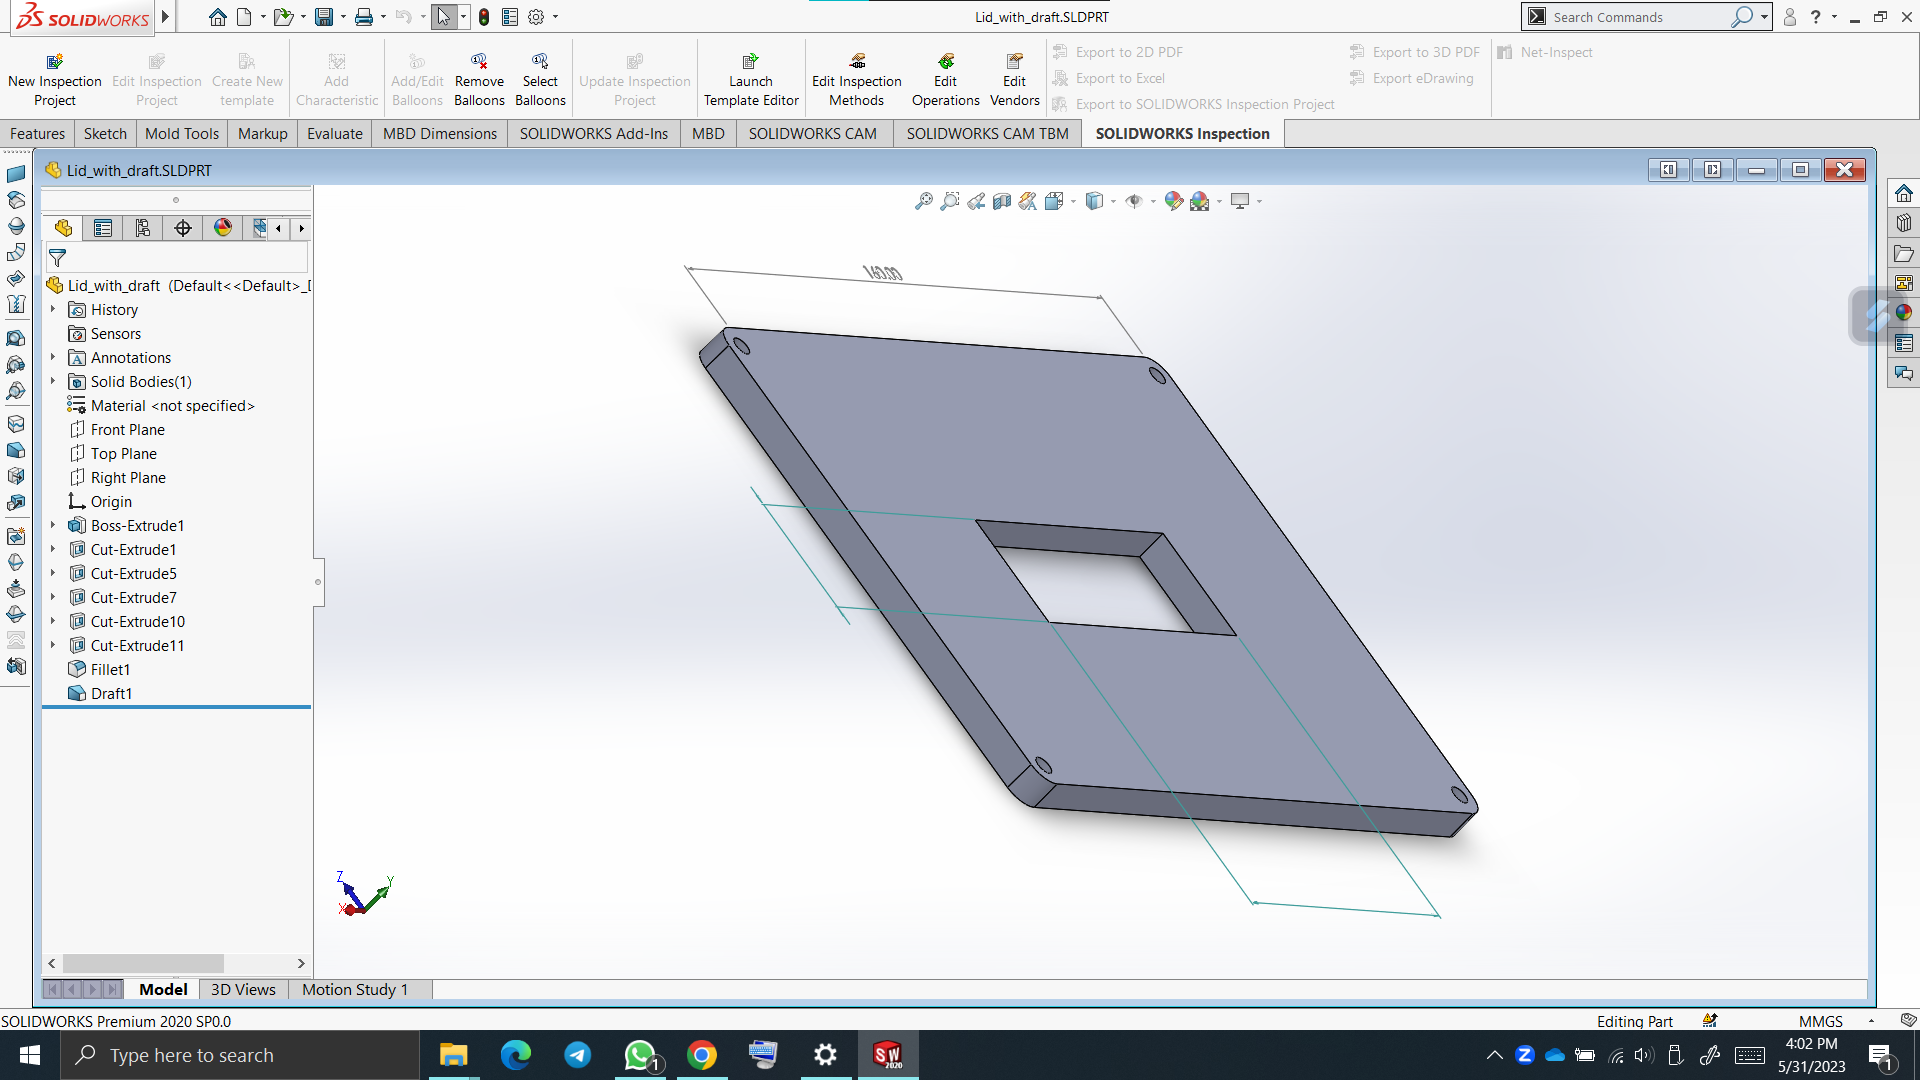 SOLIDWORKS
Lid_with_draft.SLDPRT
Search Commands
New Inspection Project
Edit Inspection Project
Create New template
Add Characteristic
Add/Edit Balloons
Remove Balloons
Select Balloons
Update Inspection Project
Launch Template Editor
Edit Inspection Methods
Edit Operations
Edit Vendors
Export to 2D PDF
Export to Excel
Export to SOLIDWORKS Inspection Project
Export to 3D PDF
Export eDrawing
Net-Inspect
Features
Sketch
Mold Tools
Markup
Evaluate
MBD Dimensions
SOLIDWORKS Add-Ins
MBD
SOLIDWORKS CAM
SOLIDWORKS CAM TBM
SOLIDWORKS Inspection
Lid_with_draft.SLDPRT
Lid_with_draft (Default<<Default>_
History
Sensors
Annotations
Solid Bodies(1)
Material <not specified>
Front Plane
Top Plane
Right Plane
Origin
Boss-Extrude1
Cut-Extrude1
Cut-Extrude5
Cut-Extrude7
Cut-Extrude10
Cut-Extrude11
Fillet1
Draft1
Z
Y
X
Model
3D Views
Motion Study 1
SOLIDWORKS Premium 2020 SP0.0
Editing Part
MMGS
Type here to search
1
SW
2020
Z
4:02 PM
5/31/2023
1